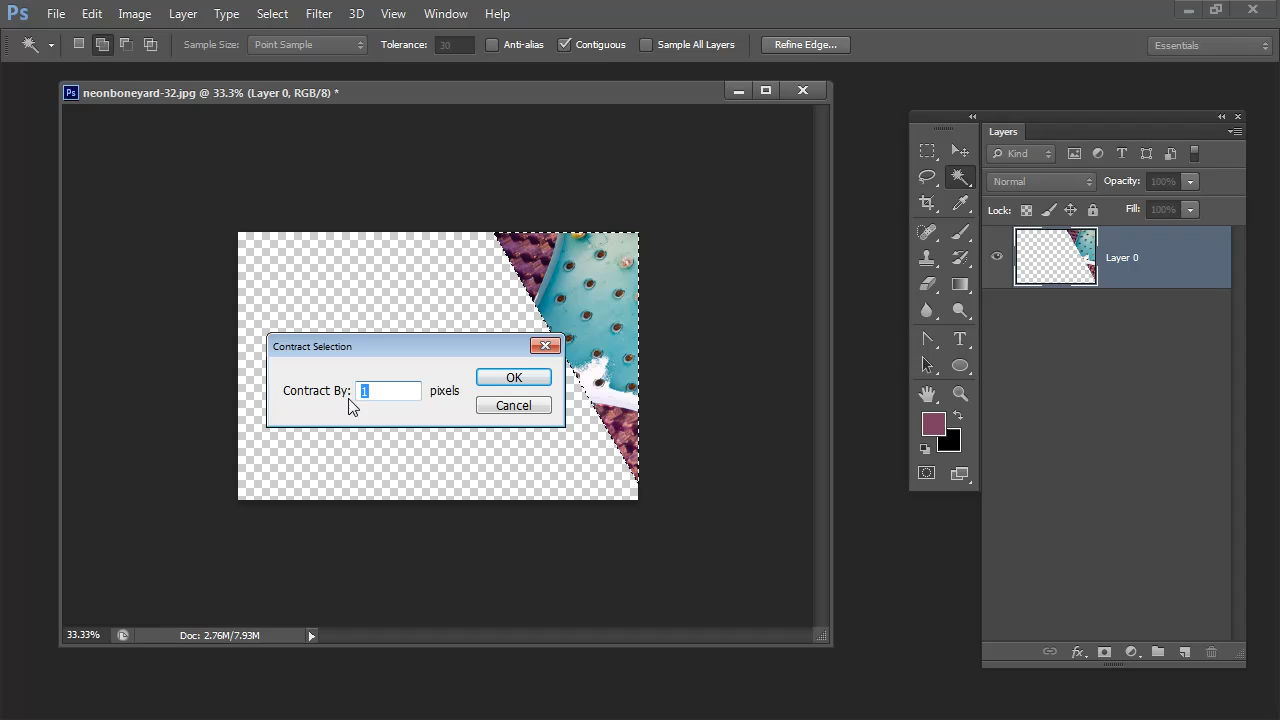 Ps File Edit Image Layer Type Select Filter 3D View Window Help
Sample Size: Point Sample Tolerance: 30 Anti-alias Contiguous Sample All Layers Refine Edge... Essentials
Ps neonboneyard-32.jpg @ 33.3% (Layer 0, RGB/8) *
Layers
Kind
Normal Opacity: 100%
Lock: Fill: 100%
Layer 0
Contract Selection
Contract By: 1 pixels
OK
Cancel
33.33% Doc: 2.76M/7.93M